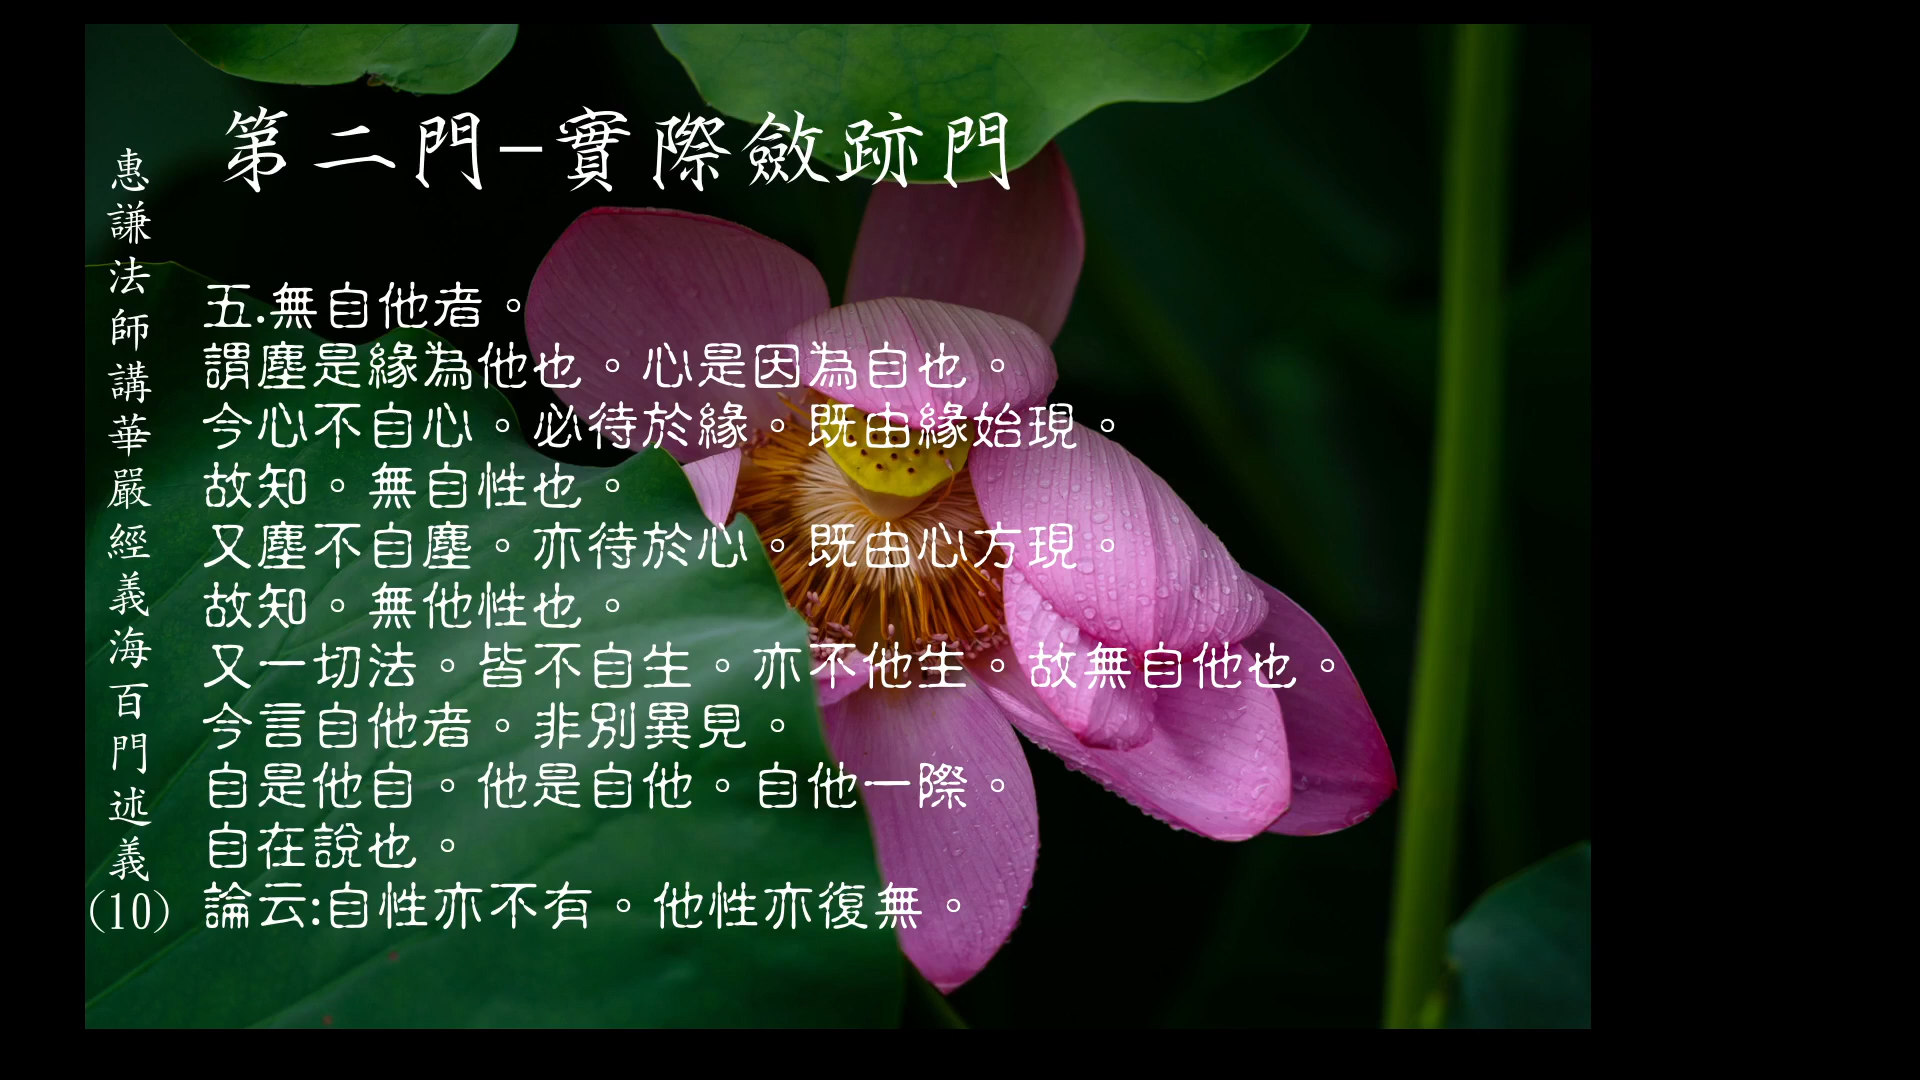 第二門-實際斂跡門
惠謙法師講華嚴經義海百門述義(10)
五.無自他者。
謂塵是緣為他也。心是因為自也。
今心不自心。必待於緣。既由緣始現。
故知。無自性也。
又塵不自塵。亦待於心。既由心方現。
故知。無他性也。
又一切法。皆不自生。亦不他生。故無自他也。
今言自他者。非別異見。
自是他自。他是自他。自他一際。
自在說也。
論云:自性亦不有。他性亦復無。